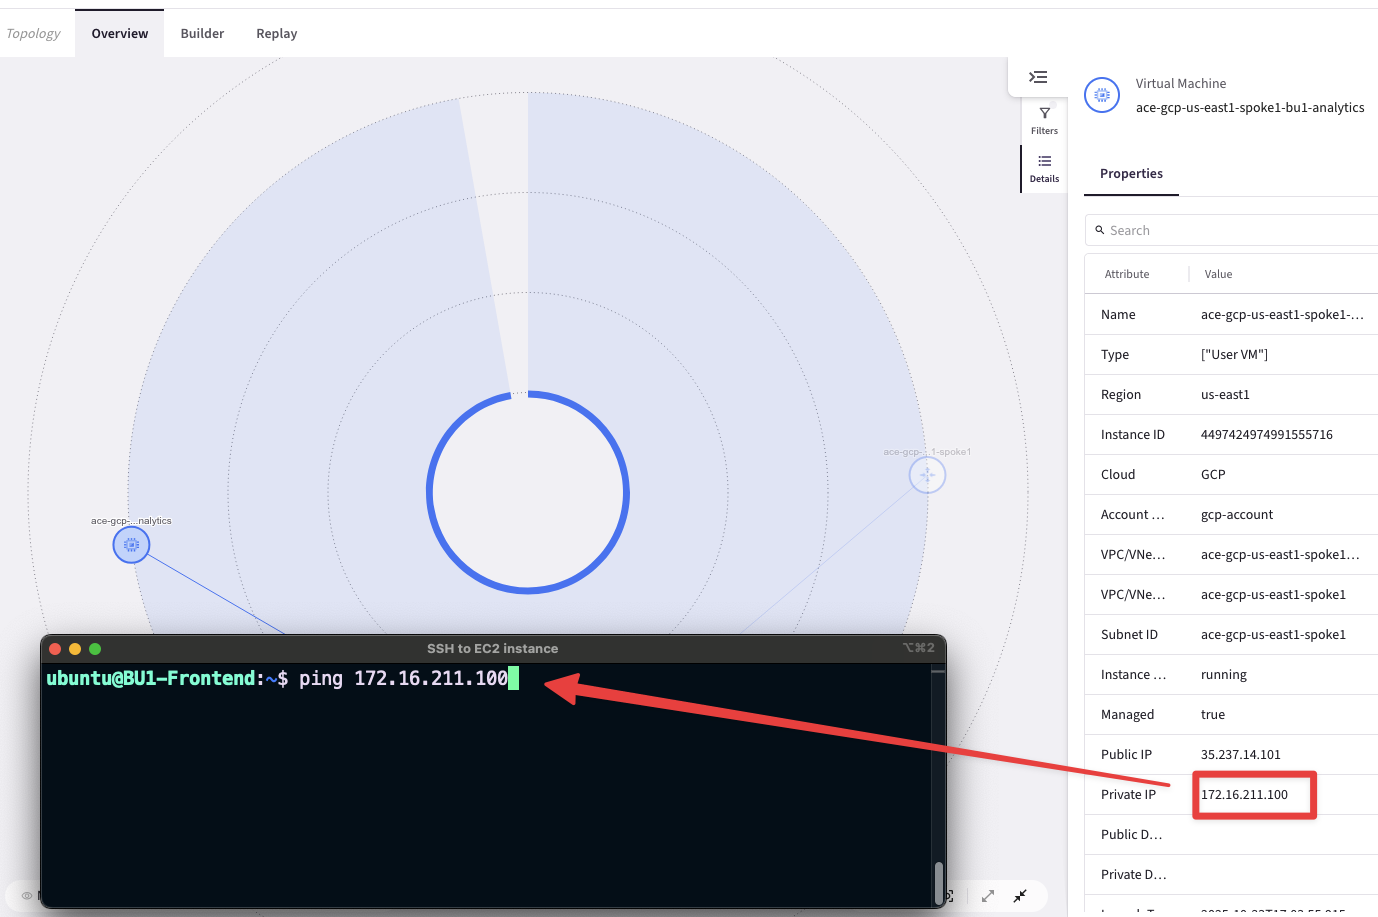 Topology
Overview
Builder
Replay
Filters
Details
Virtual Machine
ace-gcp-us-east1-spoke1-bu1-analytics
Properties
Search
Attribute Value
Name ace-gcp-us-east1-spoke1-...
Type ["User VM"]
Region us-east1
Instance ID 4497424974991555716
Cloud GCP
Account ... gcp-account
VPC/VNe... ace-gcp-us-east1-spoke1...
VPC/VNe... ace-gcp-us-east1-spoke1
Subnet ID ace-gcp-us-east1-spoke1
Instance ... running
Managed true
Public IP 35.237.14.101
Private IP 172.16.211.100
Public D...
Private D...
ace-gcp-...1-spoke1
ace-gcp-...nalytics
SSH to EC2 instance
⌥⌘2
ubuntu@BU1-Frontend:~$ ping 172.16.211.100